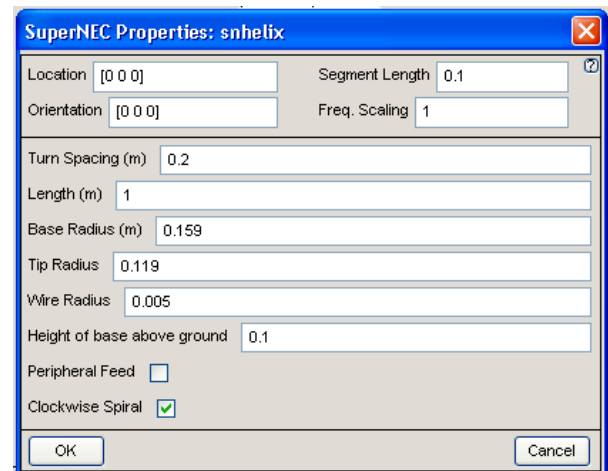 SuperNEC Properties: snhelix
Location [0 0 0] Segment Length 0.1
Orientation [0 0 0] Freq. Scaling 1
Turn Spacing (m) 0.2
Length (m) 1
Base Radius (m) 0.159
Tip Radius 0.119
Wire Radius 0.005
Height of base above ground 0.1
Peripheral Feed
Clockwise Spiral
OK Cancel